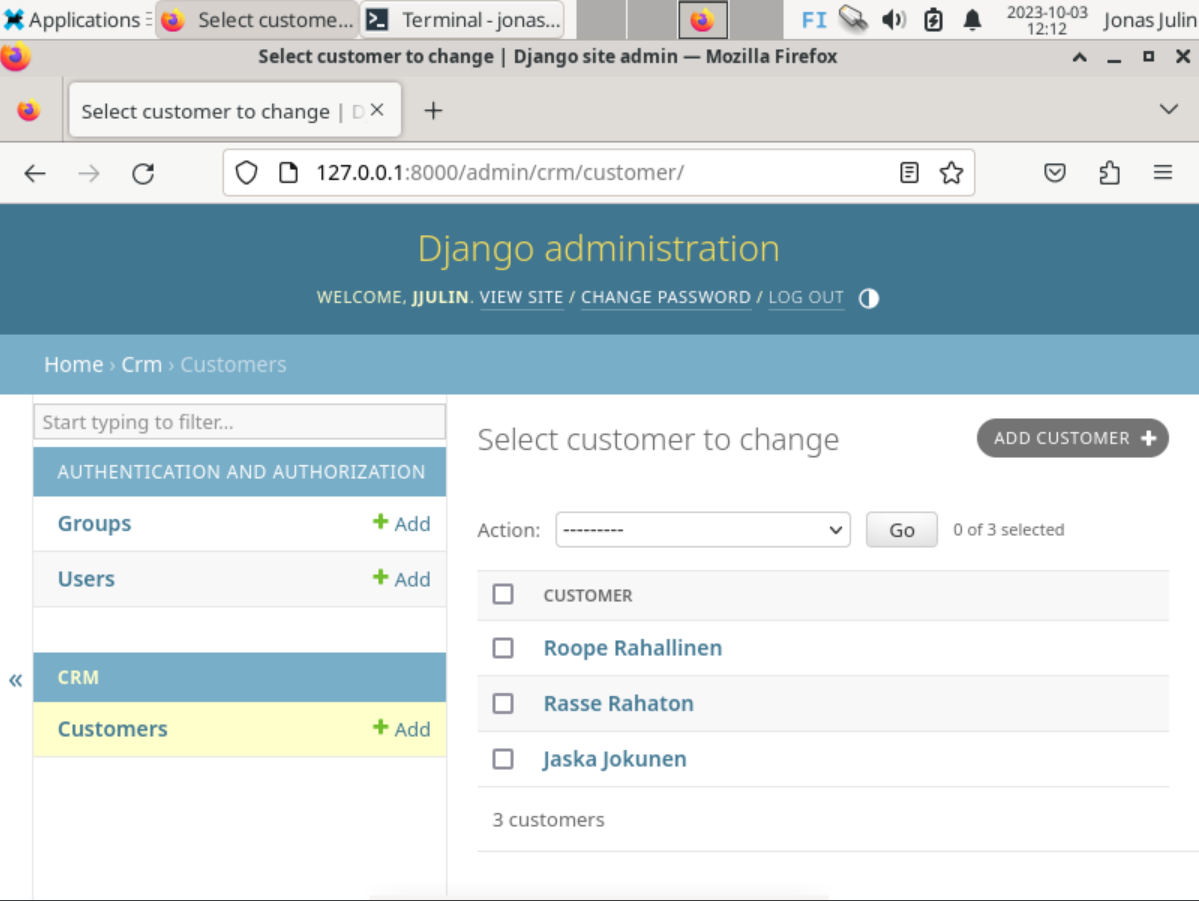 Applications Select custome... Terminal - jonas... FI 2023-10-03 12:12 Jonas Julin
Select customer to change | Django site admin — Mozilla Firefox
Select customer to change |
127.0.0.1:8000/admin/crm/customer/
Django administration
WELCOME, JJULIN. VIEW SITE / CHANGE PASSWORD / LOG OUT
Home › Crm › Customers
Start typing to filter...
AUTHENTICATION AND AUTHORIZATION
Groups + Add
Users + Add
CRM
«
Customers + Add
Select customer to change
ADD CUSTOMER +
Action: --------- Go 0 of 3 selected
CUSTOMER
Roope Rahallinen
Rasse Rahaton
Jaska Jokunen
3 customers